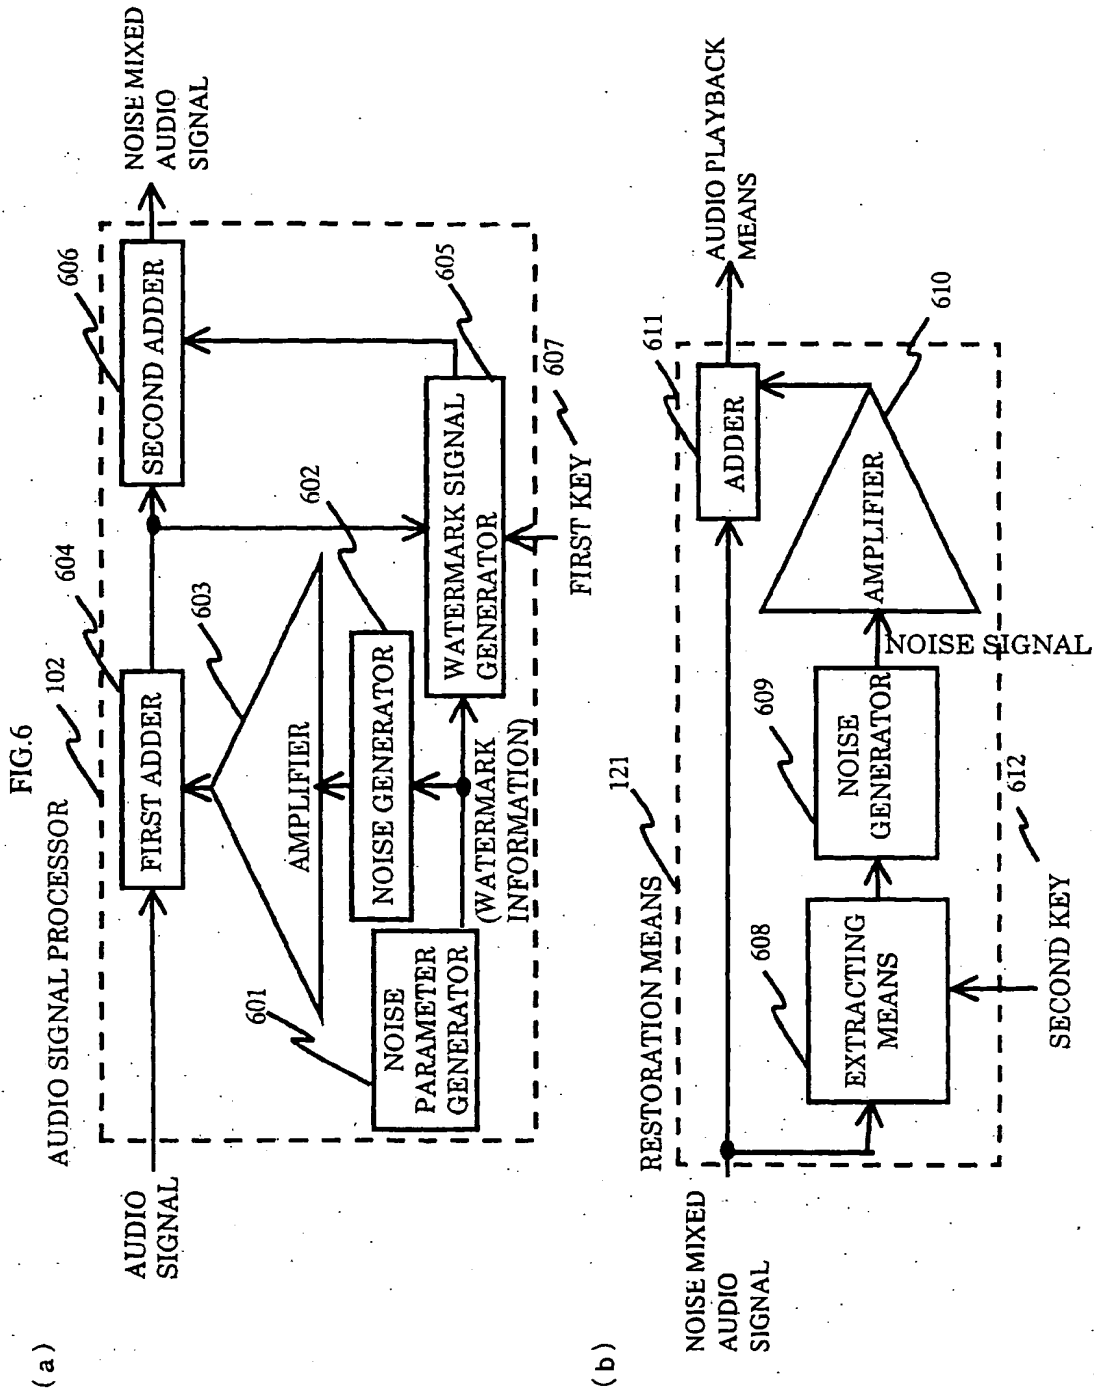 FIG.6
(a)
AUDIO SIGNAL PROCESSOR
102
AUDIO
SIGNAL
FIRST ADDER
604
SECOND ADDER
606
NOISE MIXED
AUDIO
SIGNAL
603
AMPLIFIER
602
NOISE GENERATOR
601
NOISE
PARAMETER
GENERATOR
(WATERMARK
INFORMATION)
WATERMARK SIGNAL
GENERATOR
605
FIRST KEY
607
(b)
RESTORATION MEANS
121
NOISE MIXED
AUDIO
SIGNAL
611
ADDER
AUDIO PLAYBACK
MEANS
608
EXTRACTING
MEANS
609
NOISE
GENERATOR
NOISE SIGNAL
AMPLIFIER
610
SECOND KEY
612